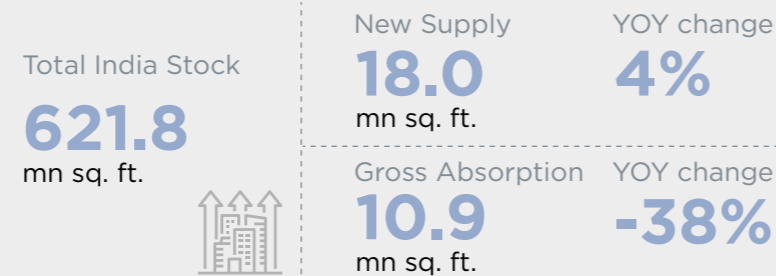 Total India Stock
621.8
mn sq. ft.
New Supply
18.0
mn sq. ft.
YOY change
4%
Gross Absorption
10.9
mn sq. ft.
YOY change
-38%